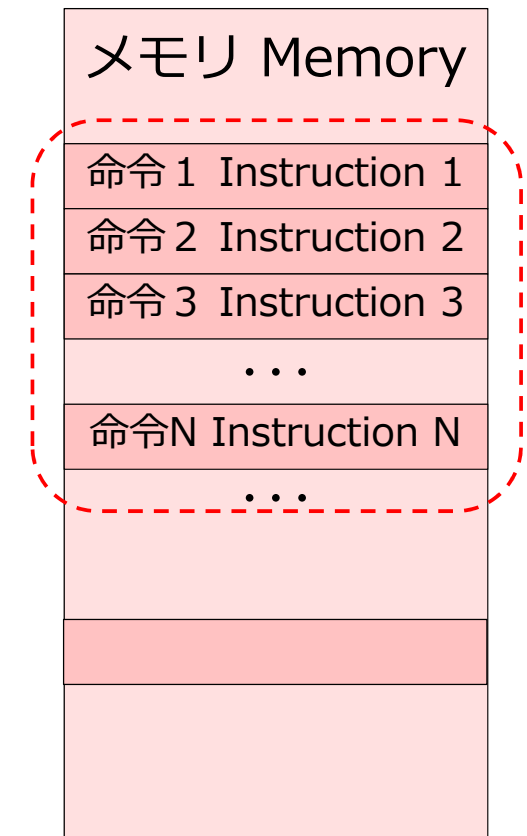 メモリ Memory
命令１ Instruction 1
命令２ Instruction 2
命令３ Instruction 3
・・・
命令N Instruction N
・・・